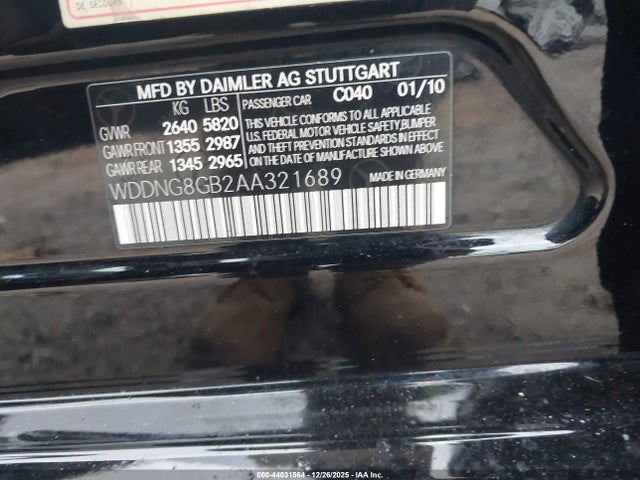 DE SECOURS
MFD BY DAIMLER AG STUTTGART
KG LBS PASSENGER CAR C040 01/10
GVWR 2640 5820
GAWR FRONT 1355 2987
GAWR REAR 1345 2965
THIS VEHICLE CONFORMS TO ALL APPLICABLE
U.S. FEDERAL MOTOR VEHICLE SAFETY, BUMPER
AND THEFT PREVENTION STANDARDS IN EFFECT
ON THE DATE OF MANUFACTURE SHOWN ABOVE.
WDDNG8GB2AA321689
MADE IN GERMANY
000-44031564 - 12/26/2025 - IAA Inc.